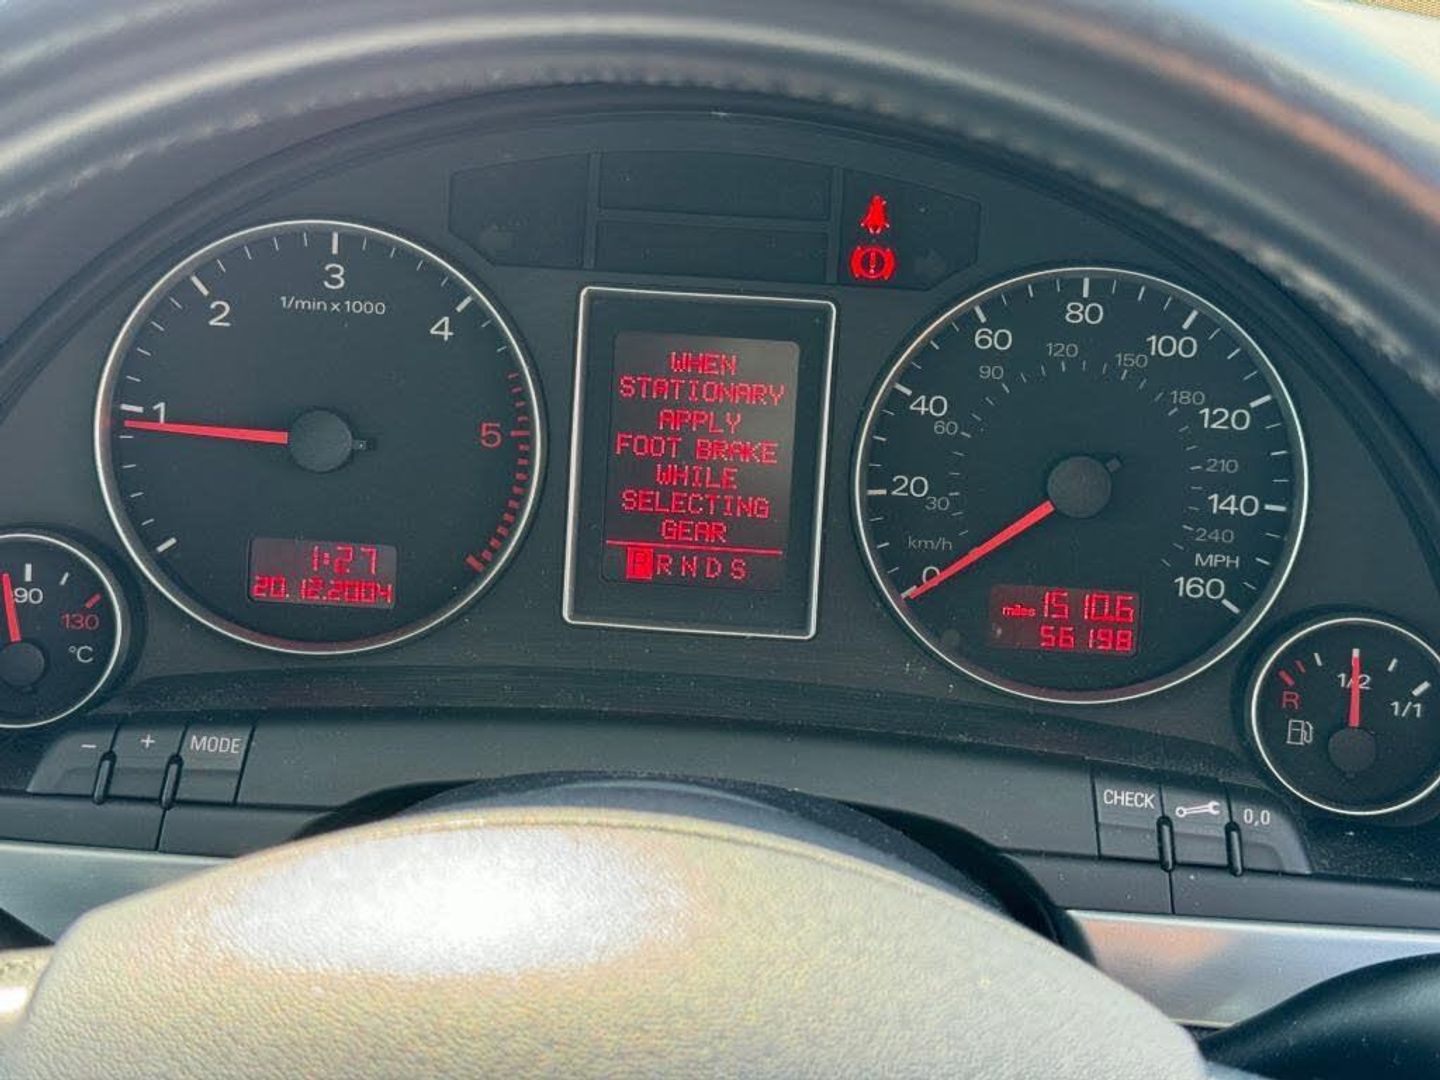 3
2
1/min x 1000
4
1
5
1:27
20.12.2004
90
130
°C
WHEN
STATIONARY
APPLY
FOOT BRAKE
WHILE
SELECTING
GEAR
PRNDS
80
60
100
120
150
90
180
40
120
60
20
210
30
140
km/h
240
MPH
0
160
miles 1510.6
56198
1/2
R
1/1
- + MODE
CHECK
0,0